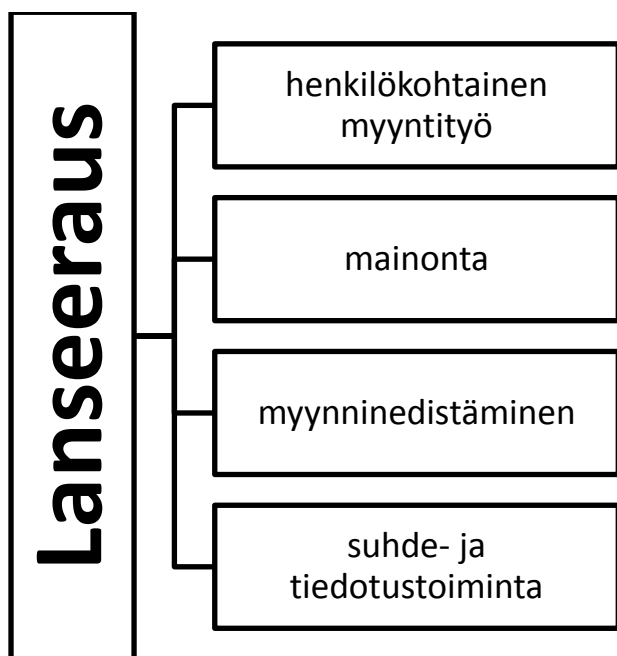 Lanseeraus
henkilökohtainen
myyntityö
mainonta
myynninedistäminen
suhde- ja
tiedotustoiminta